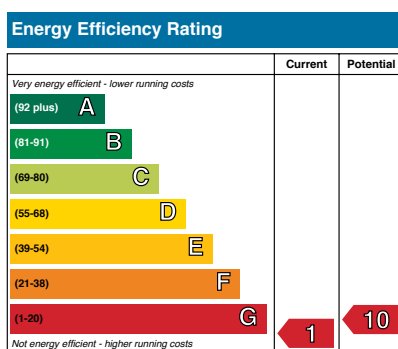 Energy Efficiency Rating
Current Potential
Very energy efficient - lower running costs
(92 plus) A
(81-91) B
(69-80) C
(55-68) D
(39-54) E
(21-38) F
(1-20) G
1 10
Not energy efficient - higher running costs